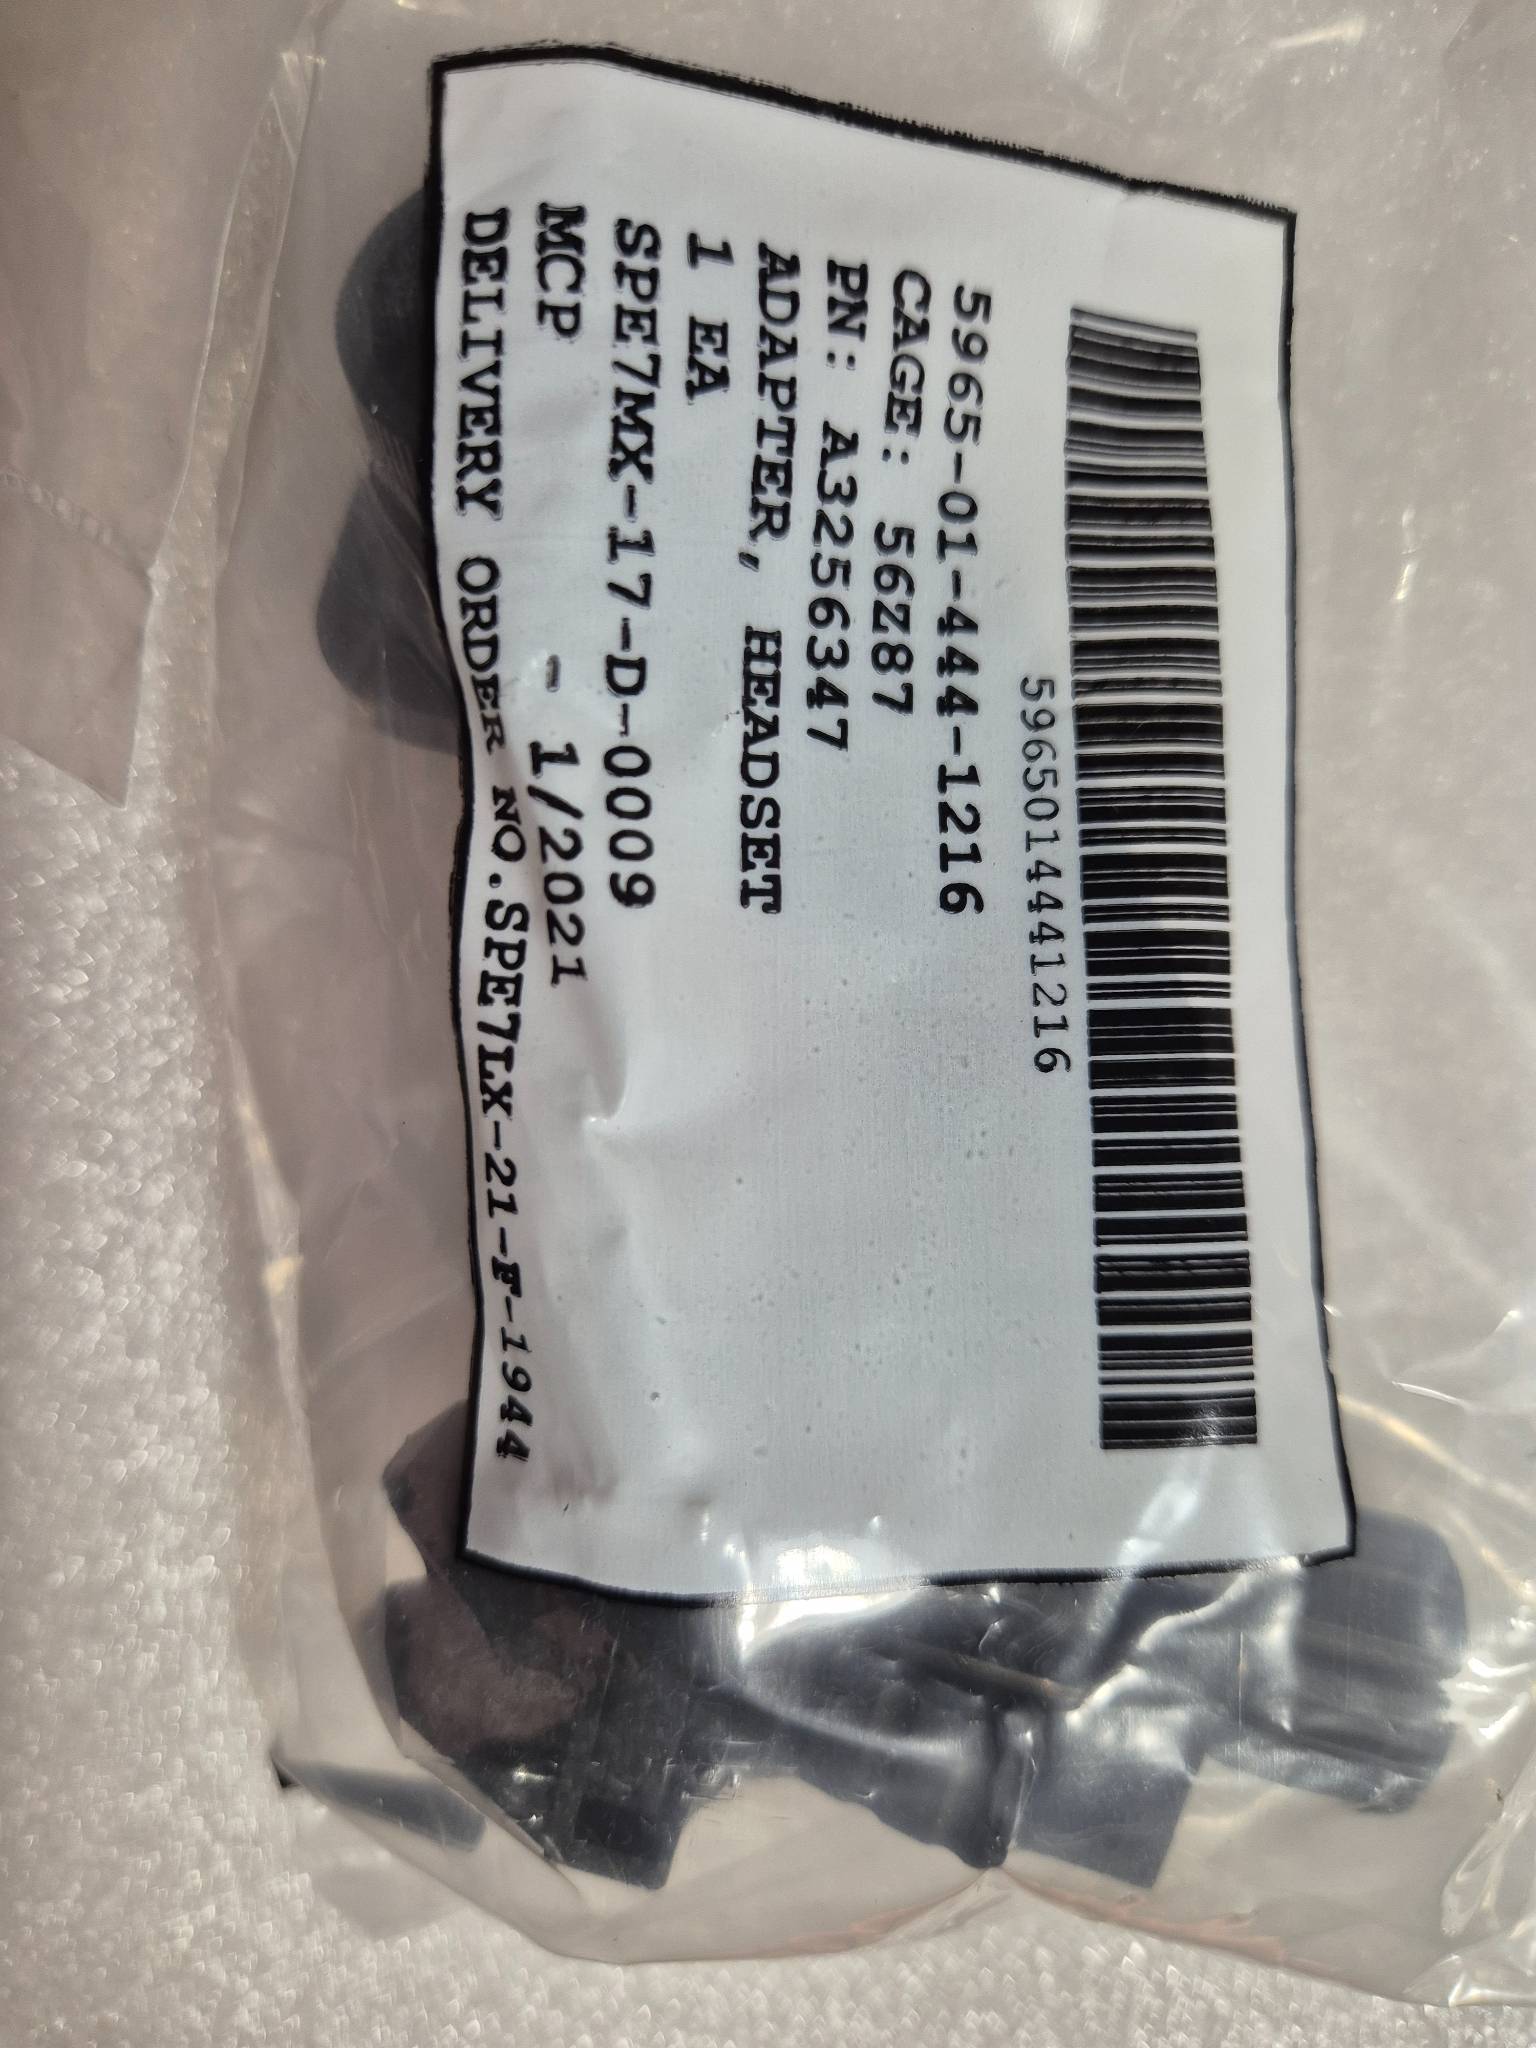 5965014441216
5965-01-444-1216
CAGE: 56Z87
PN: A3256347
ADAPTER, HEADSET
1 EA
SPE7MX-17-D-0009
MCP - 1/2021
DELIVERY ORDER NO.SPE7LX-21-F-1944